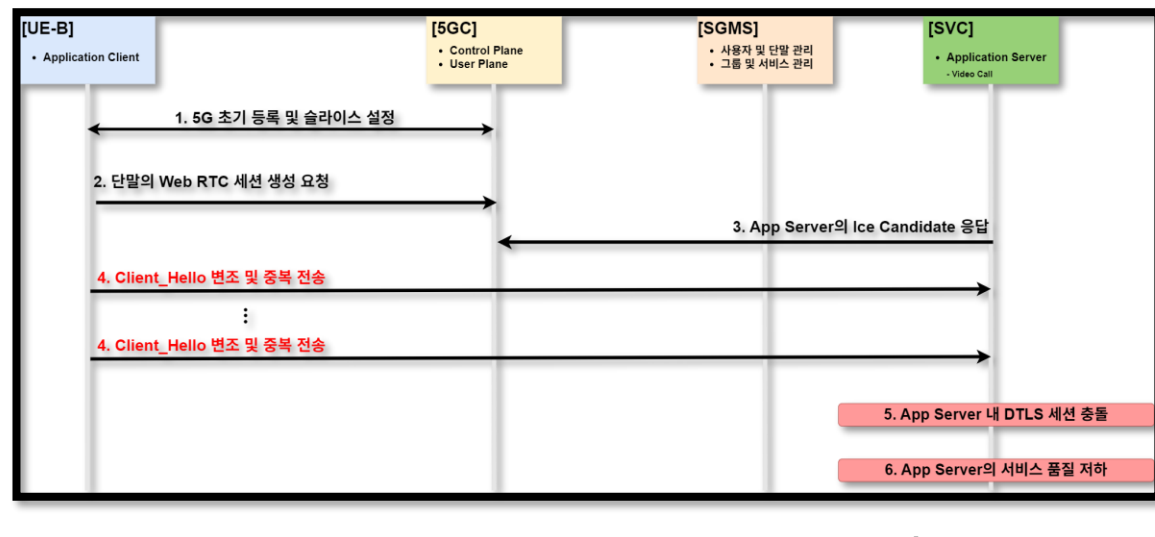 [UE-B]
• Application Client
[5GC]
• Control Plane
• User Plane
[SGMS]
• 사용자 및 단말 관리
• 그룹 및 서비스 관리
[SVC]
• Application Server
- Video Call
1. 5G 초기 등록 및 슬라이스 설정
2. 단말의 Web RTC 세션 생성 요청
3. App Server의 Ice Candidate 응답
4. Client_Hello 변조 및 중복 전송
4. Client_Hello 변조 및 중복 전송
5. App Server 내 DTLS 세션 충돌
6. App Server의 서비스 품질 저하